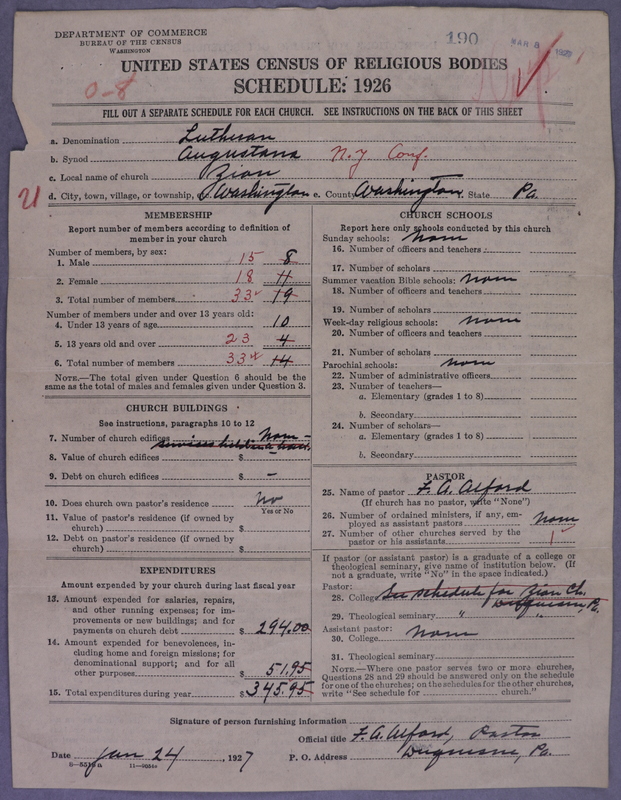 DEPARTMENT OF COMMERCE
BUREAU OF THE CENSUS
WASHINGTON
190
MAR 8
UNITED STATES CENSUS OF RELIGIOUS BODIES
SCHEDULE: 1926
0-8
FILL OUT A SEPARATE SCHEDULE FOR EACH CHURCH. SEE INSTRUCTIONS ON THE BACK OF THIS SHEET
a. Denomination Lutheran
b. Synod Augustana N.Y. Conf.
c. Local name of church Zion
d. City, town, village, or township, Washington e. County Washington f. State Pa.
MEMBERSHIP
Report number of members according to definition of
member in your church
Number of members, by sex:
1. Male 15 8
2. Female 18 11
3. Total number of members 33 19
Number of members under and over 13 years old:
4. Under 13 years of age 10
5. 13 years old and over 23 4
6. Total number of members 33 14
NOTE.—The total given under Question 6 should be
same as the total of males and females given under Question 3.
CHURCH BUILDINGS
See instructions, paragraphs 10 to 12
7. Number of church edifices None –
services held in a
8. Value of church edifices $
9. Debt on church edifices $ –
10. Does church own pastor's residence No
Yes or No
11. Value of pastor's residence (if owned by
church) $
12. Debt on pastor's residence (if owned by
church) $
EXPENDITURES
Amount expended by your church during last fiscal year
13. Amount expended for salaries, repairs,
and other running expenses; for im-
provements or new buildings; and for
payments on church debt $ 294.00
14. Amount expended for benevolences, in-
cluding home and foreign missions; for
denominational support; and for all
other purposes $ 51.95
15. Total expenditures during year $ 345.95
CHURCH SCHOOLS
Report here only schools conducted by this church
Sunday schools: None
16. Number of officers and teachers
17. Number of scholars
Summer vacation Bible schools: None
18. Number of officers and teachers
19. Number of scholars
Week-day religious schools: None
20. Number of officers and teachers
21. Number of scholars
Parochial schools: None
22. Number of administrative officers
23. Number of teachers—
a. Elementary (grades 1 to 8)
b. Secondary
24. Number of scholars—
a. Elementary (grades 1 to 8)
b. Secondary
PASTOR
25. Name of pastor F. A. Alford
(If church has no pastor, write "None")
26. Number of ordained ministers, if any, em-
ployed as assistant pastors None
27. Number of other churches served by the
pastor or his assistants 1
If pastor (or assistant pastor) is a graduate of a college or
theological seminary, give name of institution below. (If
not a graduate, write "No" in the space indicated.)
Pastor:
28. College See schedule for Zion Ch.
Duquesne, Pa.
29. Theological seminary " "
Assistant pastor:
30. College None
31. Theological seminary
NOTE.—Where one pastor serves two or more churches,
Questions 28 and 29 should be answered only on the schedule
for one of the churches; on the schedules for the other churches,
write "See schedule for church."
Signature of person furnishing information
Official title F. A. Alford, Pastor
Date Jan 24, 1927 P. O. Address Duquesne, Pa.